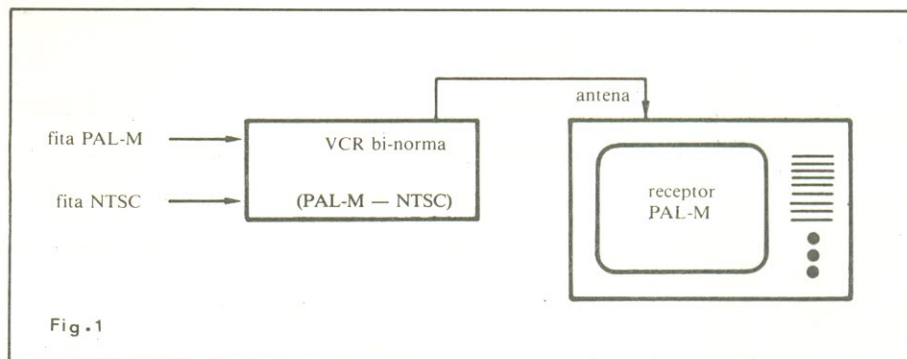 antena
fita PAL-M
VCR bi-norma
fita NTSC
(PAL-M — NTSC)
receptor
PAL-M
Fig.1